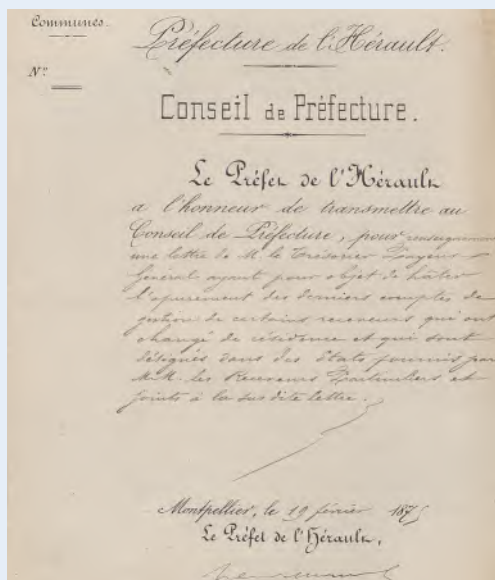 Communes.
Préfecture de l'Hérault.
N°
Conseil de Préfecture.
Le Préfet de l'Hérault
a l'honneur de transmettre au
Conseil de Préfecture, pour renseignements
une lettre de M. le Trésorier Payeur
Général ayant pour objet de hâter
l'apurement des derniers comptes de
gestion de certains receveurs qui ont
changé de résidence et qui sont
désignés dans des États fournis par
M.M. les Receveurs Particuliers et
joints à la susdite lettre.
Montpellier, le 19 février 1875
Le Préfet de l'Hérault,